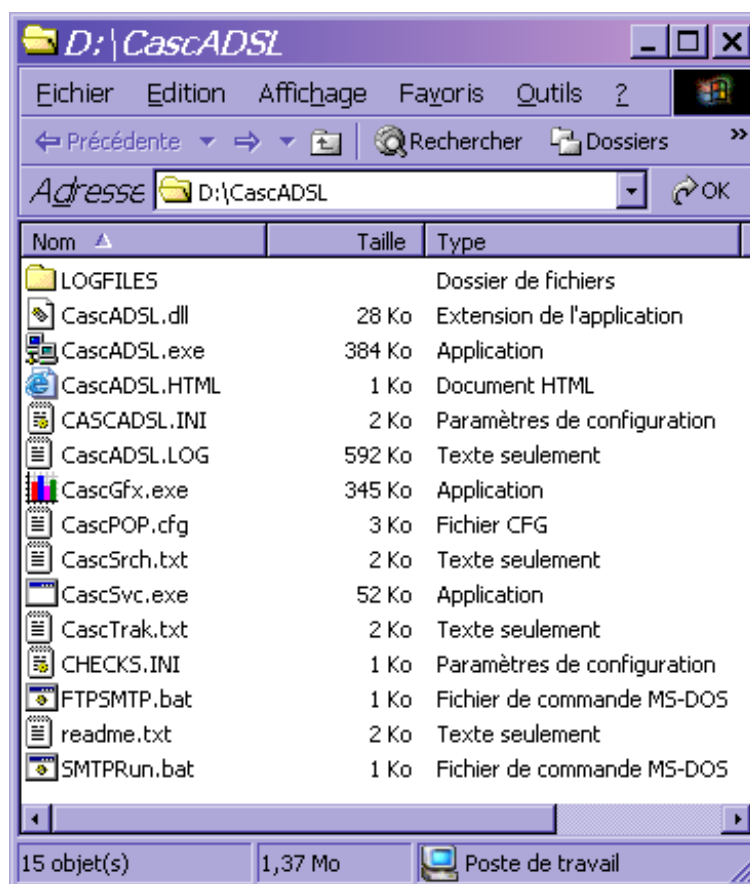 D:\CascADSL
Fichier Edition Affichage Favoris Outils ?
Précédente Rechercher Dossiers »
Adresse D:\CascADSL OK
Nom Taille Type
LOGFILES Dossier de fichiers
CascADSL.dll 28 Ko Extension de l'application
CascADSL.exe 384 Ko Application
CascADSL.HTML 1 Ko Document HTML
CASCADSL.INI 2 Ko Paramètres de configuration
CascADSL.LOG 592 Ko Texte seulement
CascGfx.exe 345 Ko Application
CascPOP.cfg 3 Ko Fichier CFG
CascSrch.txt 2 Ko Texte seulement
CascSvc.exe 52 Ko Application
CascTrak.txt 2 Ko Texte seulement
CHECKS.INI 1 Ko Paramètres de configuration
FTPSMTP.bat 1 Ko Fichier de commande MS-DOS
readme.txt 2 Ko Texte seulement
SMTPRun.bat 1 Ko Fichier de commande MS-DOS
15 objet(s) 1,37 Mo Poste de travail